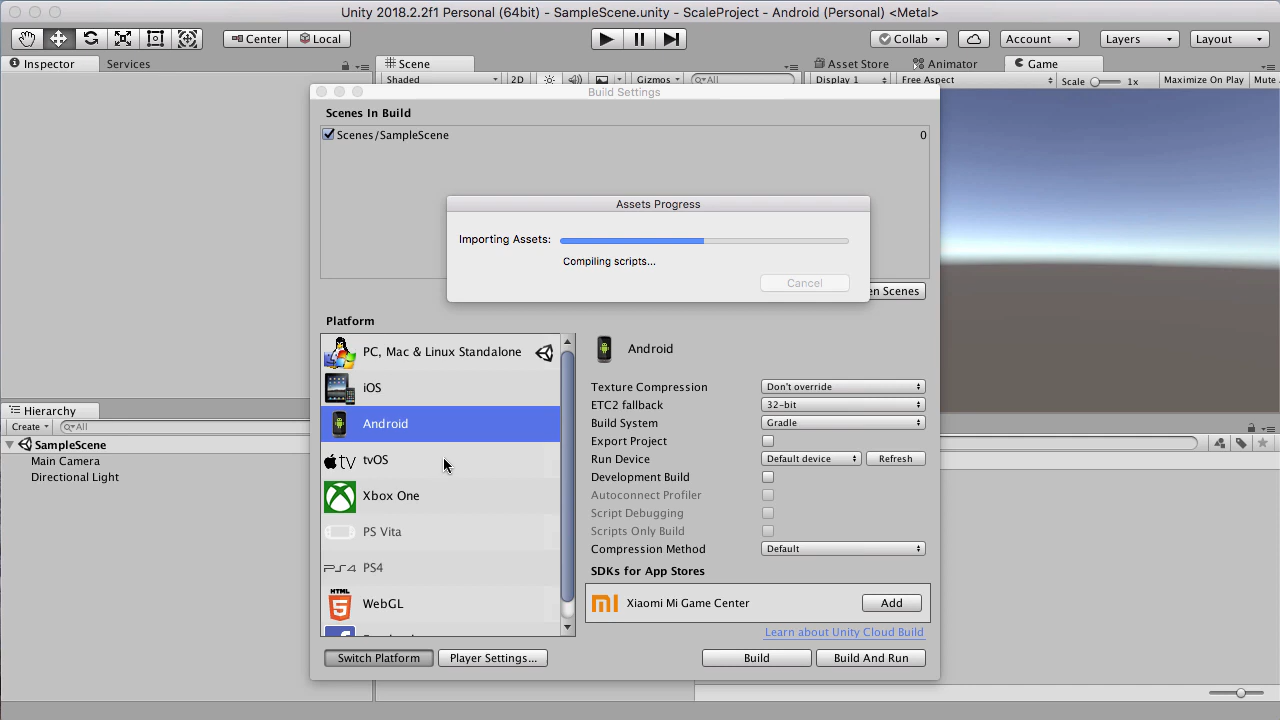 Unity 2018.2.2f1 Personal (64bit) - SampleScene.unity - ScaleProject - Android (Personal) <Metal>
Center Local Collab Account Layers Layout
Inspector Services Scene Asset Store Animator Game
Shaded 2D Gizmos All Display 1 Free Aspect Scale 1x Maximize On Play Mute
Build Settings
Scenes In Build
Scenes/SampleScene 0
Assets Progress
Importing Assets:
Compiling scripts...
Cancel
en Scenes
Platform
PC, Mac & Linux Standalone
iOS
Android
tv tvOS
Xbox One
PS Vita
PS4 PS4
HTML 5 WebGL
Android
Texture Compression Don't override
ETC2 fallback 32-bit
Build System Gradle
Export Project
Run Device Default device Refresh
Development Build
Autoconnect Profiler
Script Debugging
Scripts Only Build
Compression Method Default
SDKs for App Stores
Xiaomi Mi Game Center Add
Learn about Unity Cloud Build
Switch Platform Player Settings... Build Build And Run
Hierarchy
Create All
SampleScene
Main Camera
Directional Light